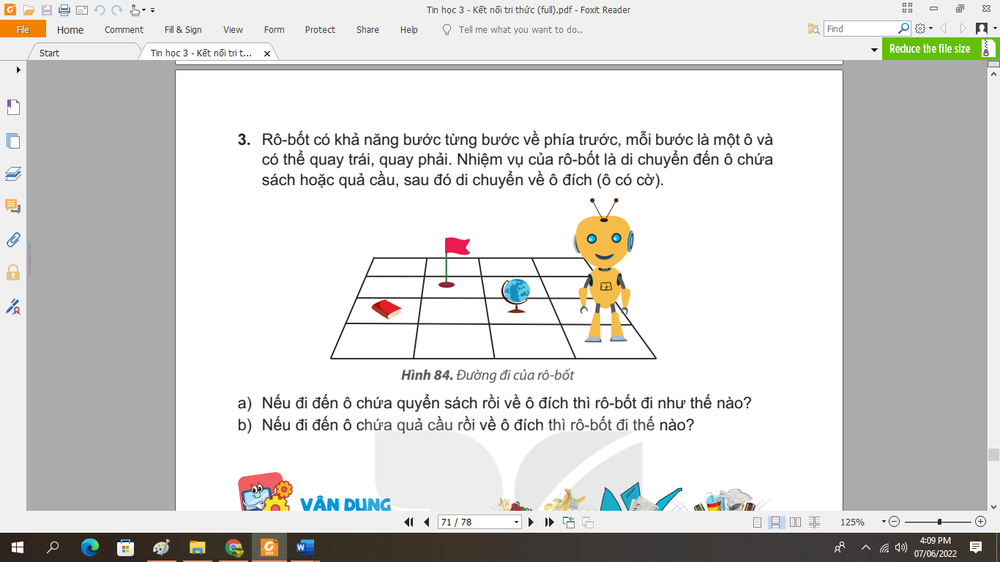 Tin học 3 - Kết nối tri thức (full).pdf - Foxit Reader
File Home Comment Fill & Sign View Form Protect Share Help Tell me what you want to do.. Find
Start Tin học 3 - Kết nối tri t... Reduce the file size
3. Rô-bốt có khả năng bước từng bước về phía trước, mỗi bước là một ô và
có thể quay trái, quay phải. Nhiệm vụ của rô-bốt là di chuyển đến ô chứa
sách hoặc quả cầu, sau đó di chuyển về ô đích (ô có cờ).
Hình 84. Đường đi của rô-bốt
a) Nếu đi đến ô chứa quyển sách rồi về ô đích thì rô-bốt đi như thế nào?
b) Nếu đi đến ô chứa quả cầu rồi về ô đích thì rô-bốt đi thế nào?
VẬN DỤNG
71 / 78 125%
4:09 PM
07/06/2022